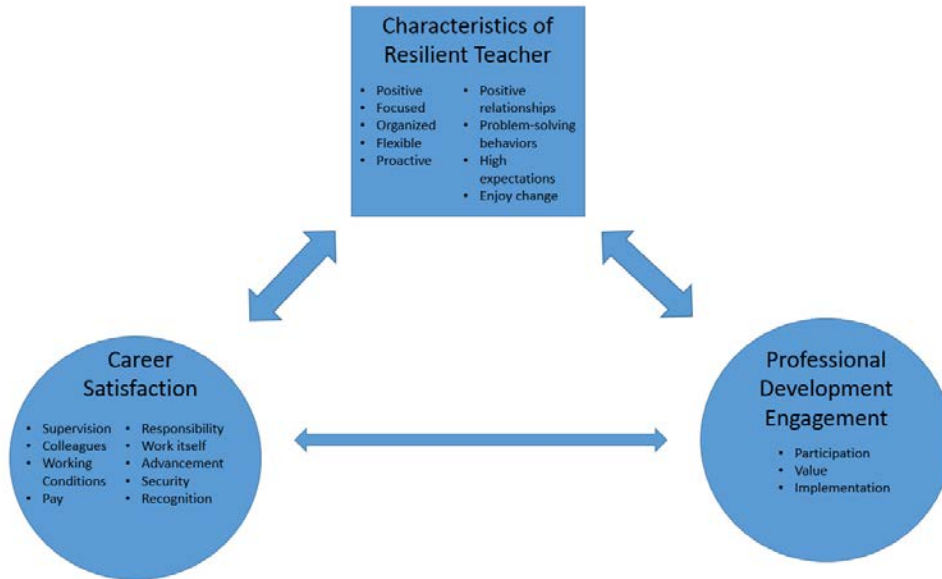 Characteristics of
Resilient Teacher
• Positive
• Focused
• Organized
• Flexible
• Proactive
• Positive
relationships
• Problem-solving
behaviors
• High
expectations
• Enjoy change
Career
Satisfaction
• Supervision
• Colleagues
• Working
Conditions
• Pay
• Responsibility
• Work itself
• Advancement
• Security
• Recognition
Professional
Development
Engagement
• Participation
• Value
• Implementation